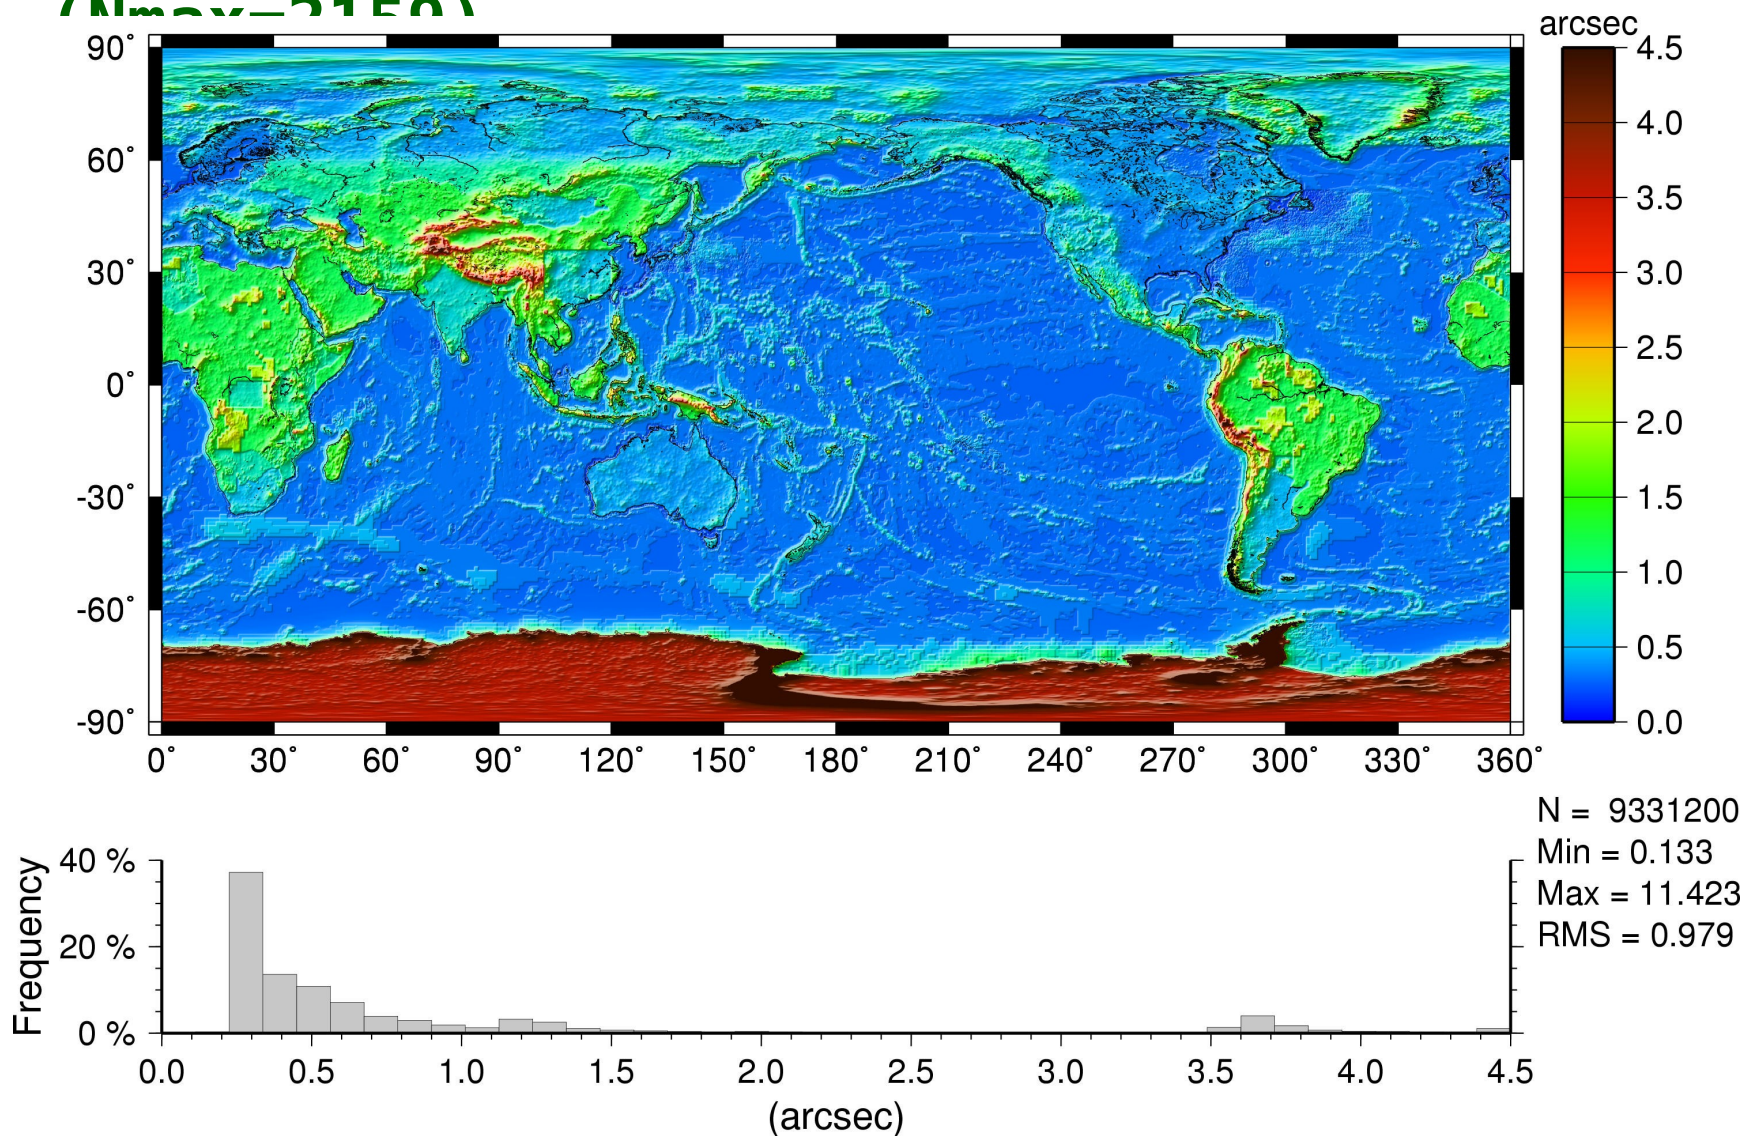 (Nmax=2159)
arcsec
90° 60° 30° 0° -30° -60° -90°
4.5 4.0 3.5 3.0 2.5 2.0 1.5 1.0 0.5 0.0
0° 30° 60° 90° 120° 150° 180° 210° 240° 270° 300° 330° 360°
N = 9331200
Min = 0.133
Max = 11.423
RMS = 0.979
Frequency
40 %
20 %
0 %
0.0 0.5 1.0 1.5 2.0 2.5 3.0 3.5 4.0 4.5
(arcsec)